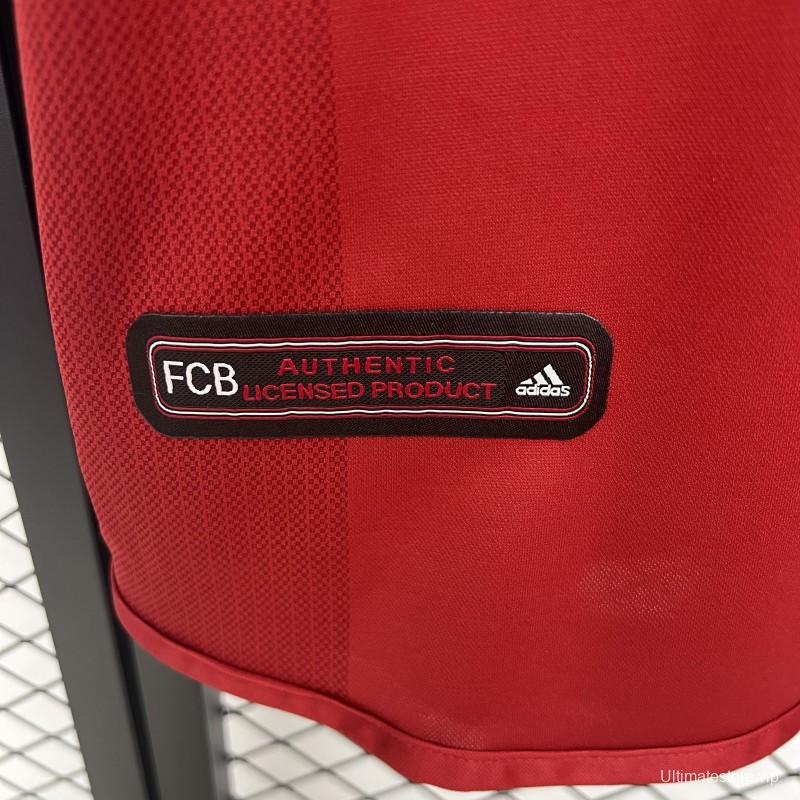 FCB
AUTHENTIC
LICENSED PRODUCT
adidas